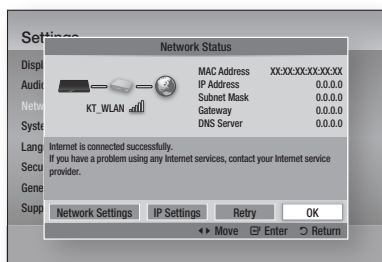 Settings
Network Status
Displ
Audio
Netw
Syste
Lang
Secu
Gene
Supp
KT_WLAN
MAC Address XX:XX:XX:XX:XX:XX
IP Address 0.0.0.0
Subnet Mask 0.0.0.0
Gateway 0.0.0.0
DNS Server 0.0.0.0
Internet is connected successfully.
If you have a problem using any Internet services, contact your Internet service
provider.
Network Settings IP Settings Retry OK
Move Enter Return